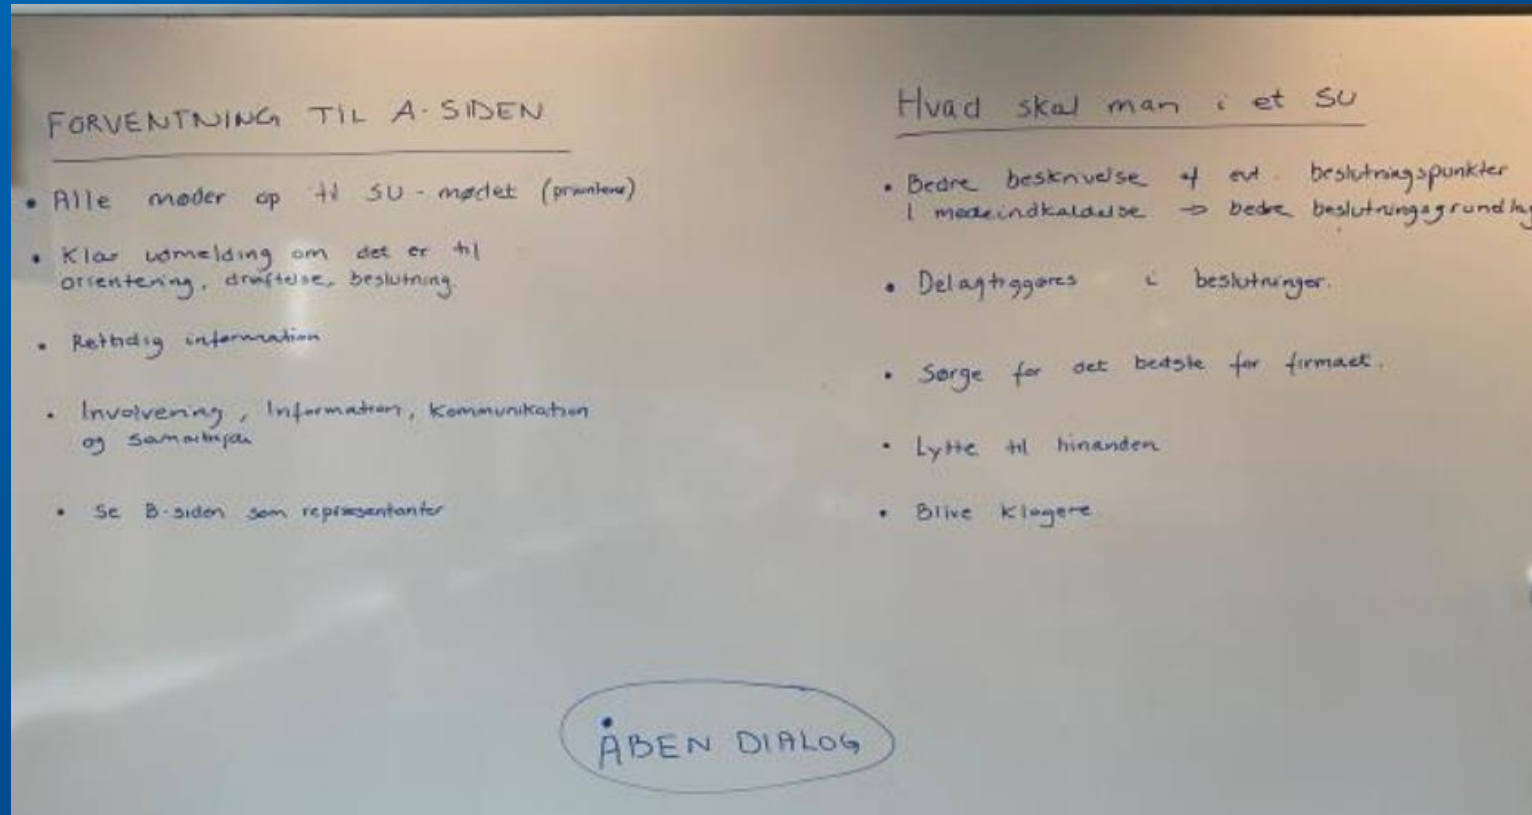 FORVENTNING TIL A-SIDEN
• Alle møder op til SU-mødet (prioritere)
• Klar udmelding om det er til
orientering, drøftelse, beslutning.
• Rettidig information
• Involvering, Information, Kommunikation
og samarbejde
• Se B-siden som repræsentanter
Hvad skal man i et SU
• Bedre beskrivelse af evt. beslutningspunkter
i mødeindkaldelse → bedre beslutningsgrundlag
• Delagtiggøres i beslutninger.
• Sørge for det bedste for firmaet.
• Lytte til hinanden
• Blive klogere
ÅBEN DIALOG